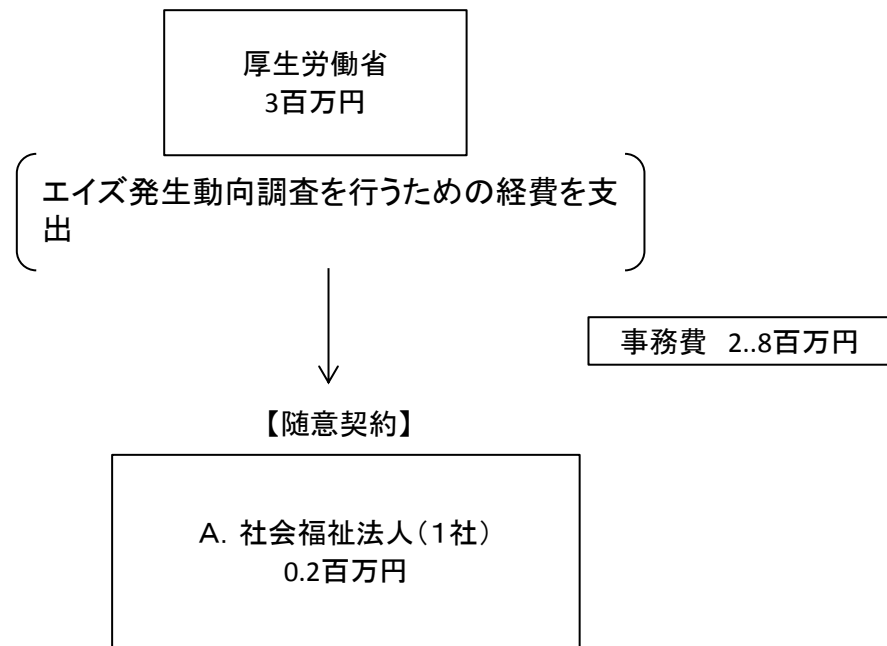 厚生労働省
3百万円
エイズ発生動向調査を行うための経費を支
出
事務費 2..8百万円
【随意契約】
A. 社会福祉法人（1社）
0.2百万円